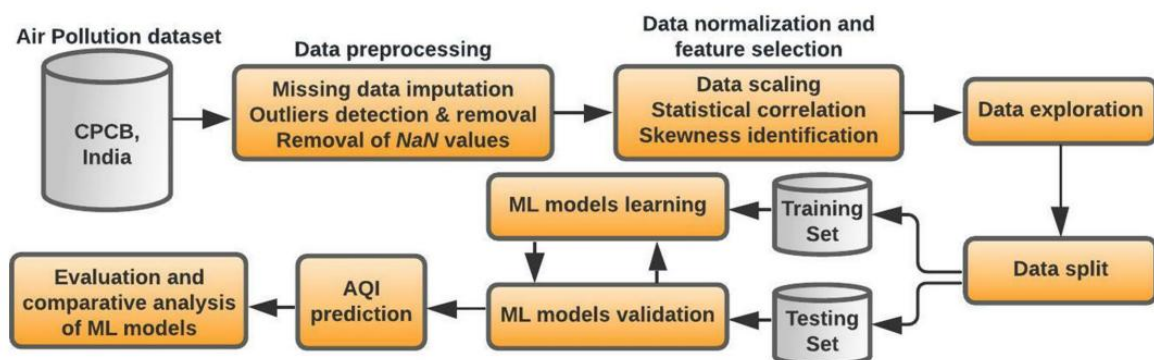 Air Pollution dataset
CPCB,
India
Data preprocessing
Missing data imputation
Outliers detection & removal
Removal of NaN values
Data normalization and
feature selection
Data scaling
Statistical correlation
Skewness identification
Data exploration
Data split
Training
Set
Testing
Set
ML models learning
ML models validation
AQI
prediction
Evaluation and
comparative analysis
of ML models